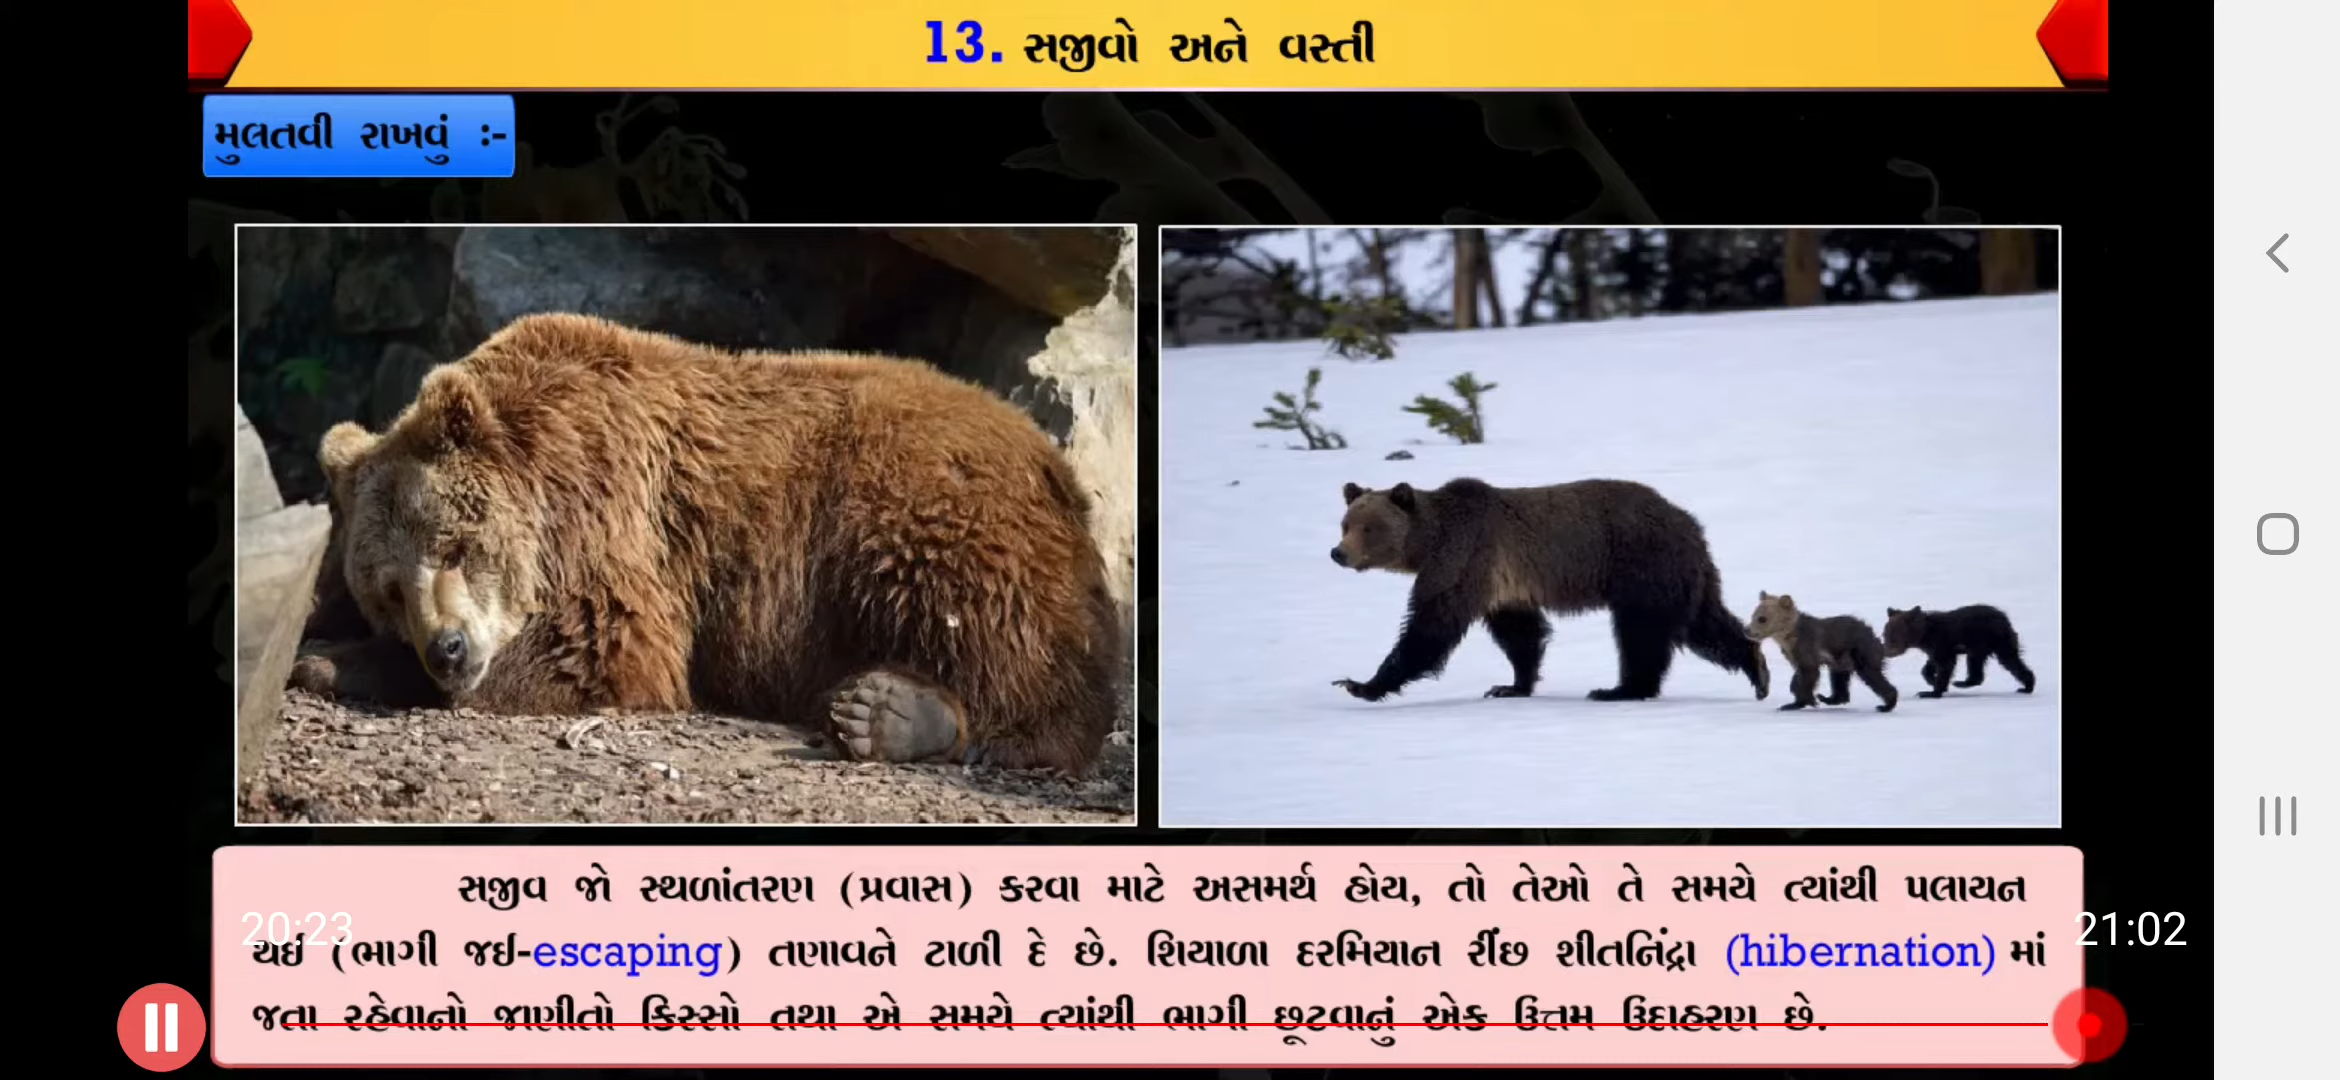 13. સજીવો અને વસ્તી
મુલતવી રાખવું :-
સજીવ જો સ્થળાંતરણ (પ્રવાસ) કરવા માટે અસમર્થ હોય, તો તેઓ તે સમયે ત્યાંથી પલાયન
થઈ (ભાગી જઈ-escaping) તણાવને ટાળી દે છે. શિયાળા દરમિયાન રીંછ શીતનિંદ્રા (hibernation) માં
જતા રહેવાનો જાણીતો કિસ્સો તથા એ સમયે ત્યાંથી ભાગી છૂટવાનું એક ઉત્તમ ઉદાહરણ છે.
20:23
21:02